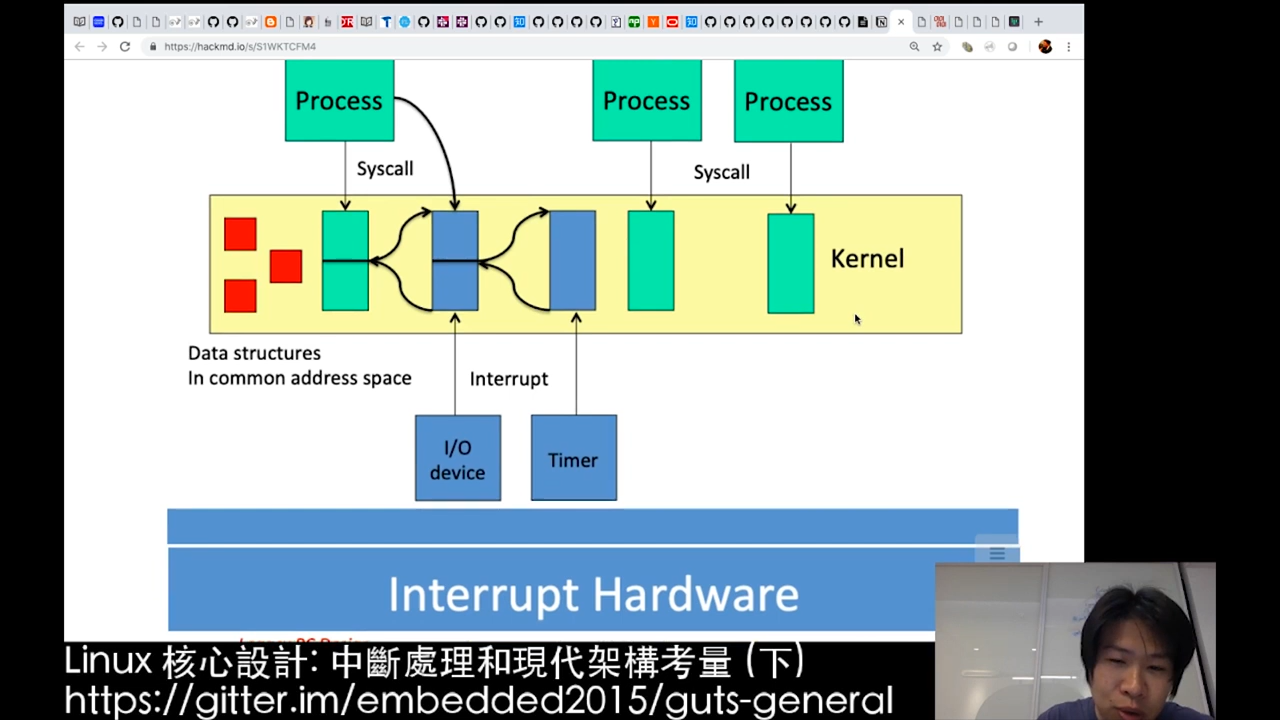 https://hackmd.io/s/S1WKTCFM4
Process
Process
Process
Syscall
Syscall
Kernel
Data structures
In common address space
Interrupt
I/O
device
Timer
Interrupt Hardware
Linux 核心設計: 中斷處理和現代架構考量 (下)
https://gitter.im/embedded2015/guts-general